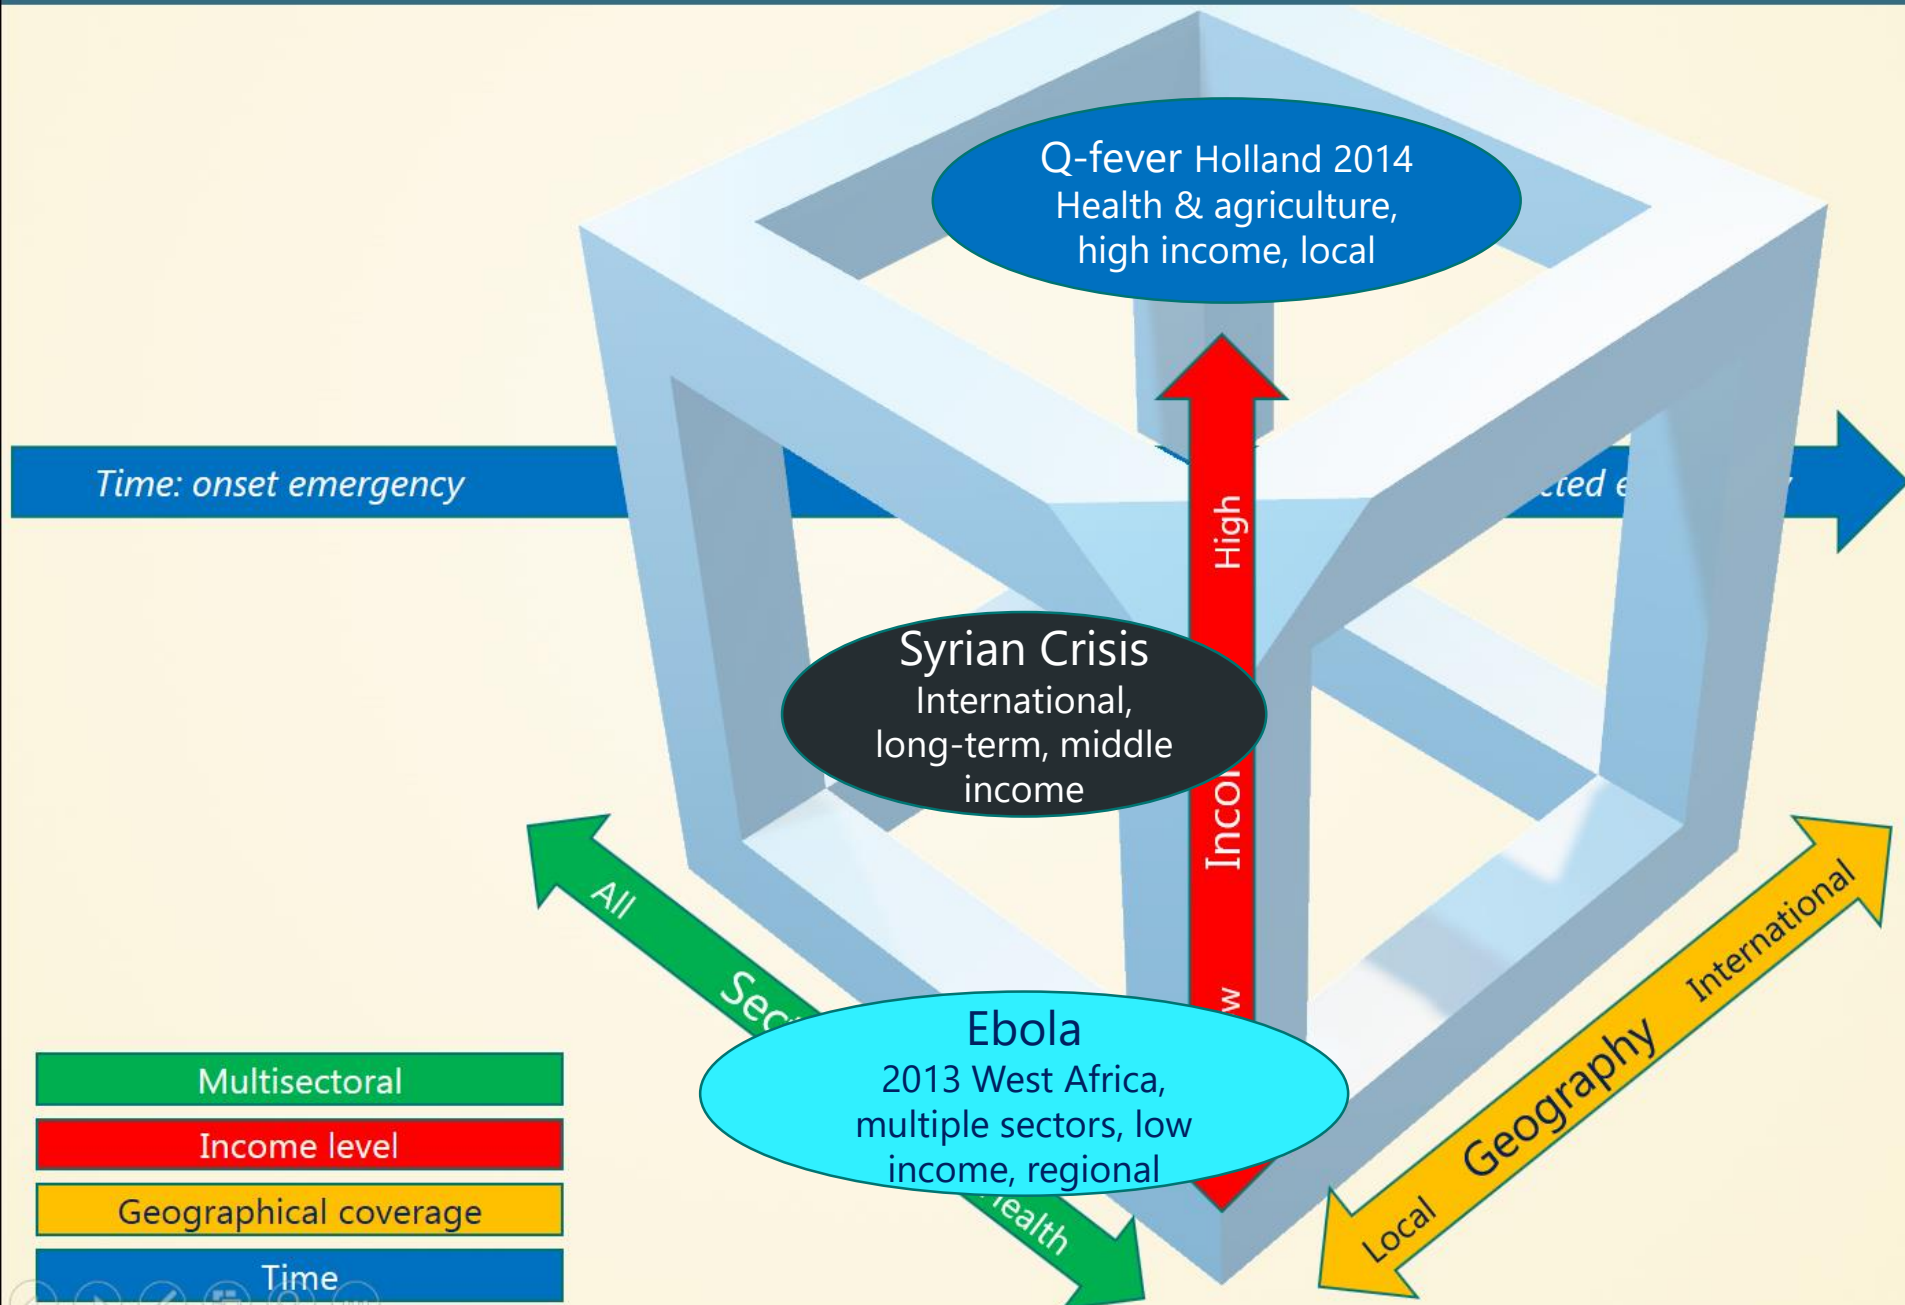 Q-fever Holland 2014
Health & agriculture,
high income, local
Time: onset emergency
High
Syrian Crisis
International,
long-term, middle
income
All
International
Geography
Local
Ebola
2013 West Africa,
multiple sectors, low
income, regional
Multisectoral
Income level
Geographical coverage
Time